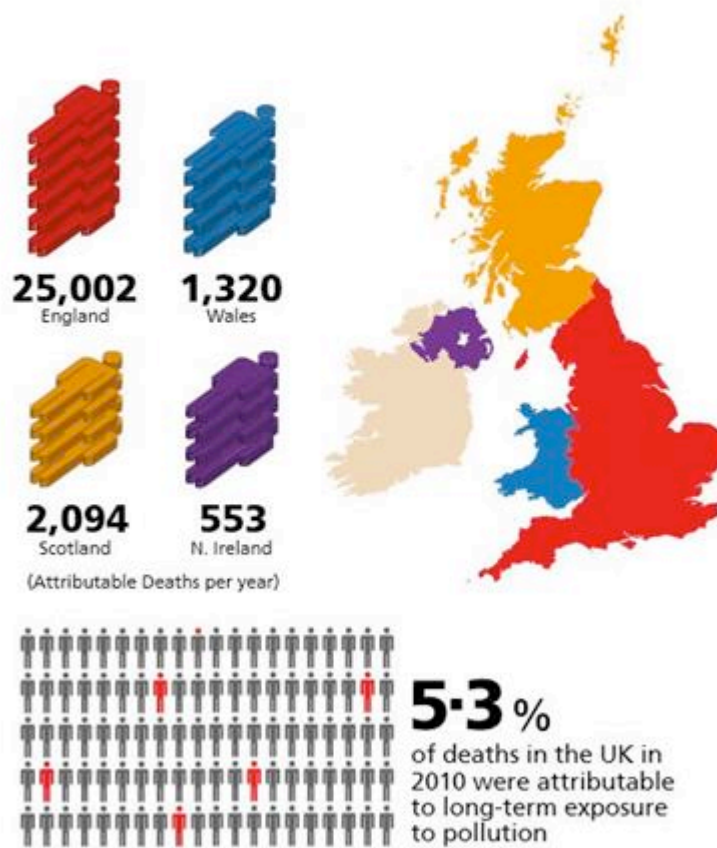 25,002
England
1,320
Wales
2,094
Scotland
553
N. Ireland
(Attributable Deaths per year)
5·3 %
of deaths in the UK in
2010 were attributable
to long-term exposure
to pollution